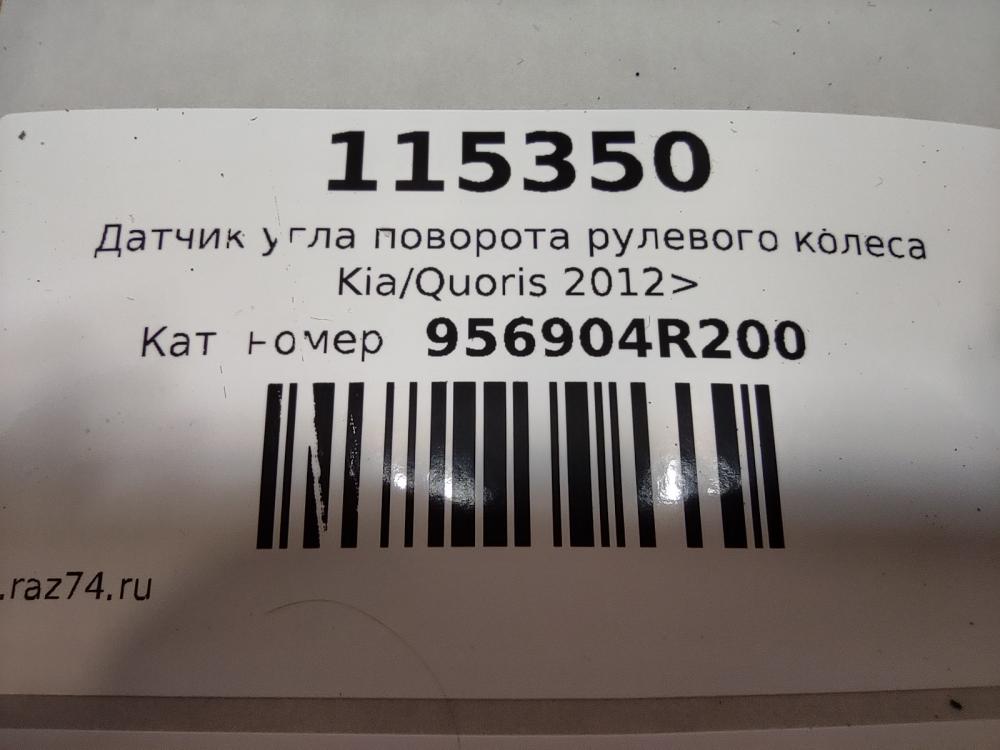 115350
Датчик угла поворота рулевого колеса
Kia/Quoris 2012>
Кат номер 956904R200
.raz74.ru